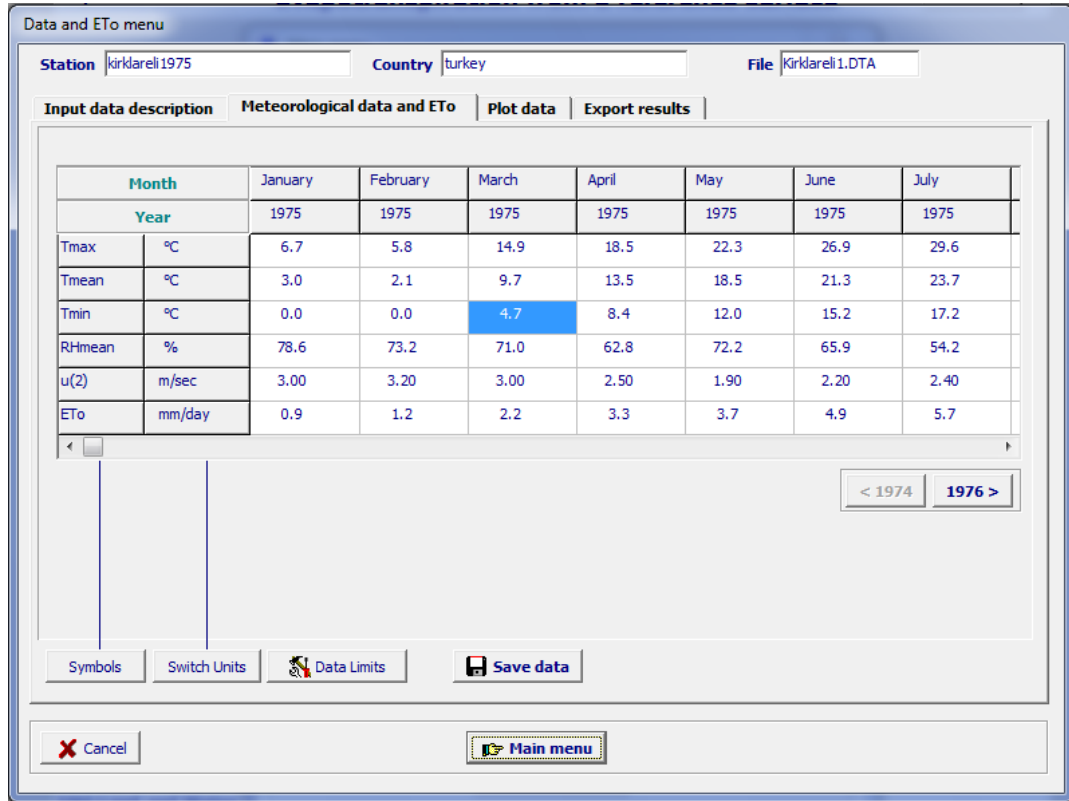 Data and ETo menu
Station kirklareli1975 Country turkey File Kirklareli1.DTA
Input data description Meteorological data and ETo Plot data Export results
Month January February March April May June July
Year 1975 1975 1975 1975 1975 1975 1975
Tmax ºC 6.7 5.8 14.9 18.5 22.3 26.9 29.6
Tmean ºC 3.0 2.1 9.7 13.5 18.5 21.3 23.7
Tmin ºC 0.0 0.0 4.7 8.4 12.0 15.2 17.2
RHmean % 78.6 73.2 71.0 62.8 72.2 65.9 54.2
u(2) m/sec 3.00 3.20 3.00 2.50 1.90 2.20 2.40
ETo mm/day 0.9 1.2 2.2 3.3 3.7 4.9 5.7
< 1974 1976 >
Symbols Switch Units Data Limits Save data
Cancel Main menu